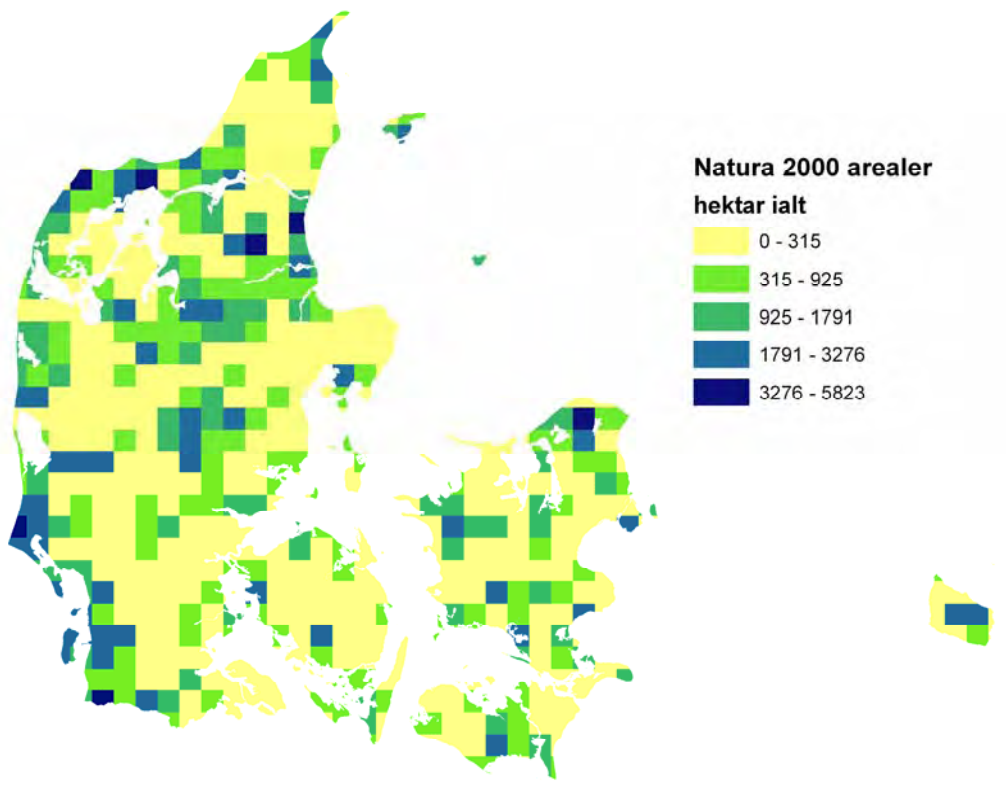 Natura 2000 arealer
hektar ialt
0 - 315
315 - 925
925 - 1791
1791 - 3276
3276 - 5823